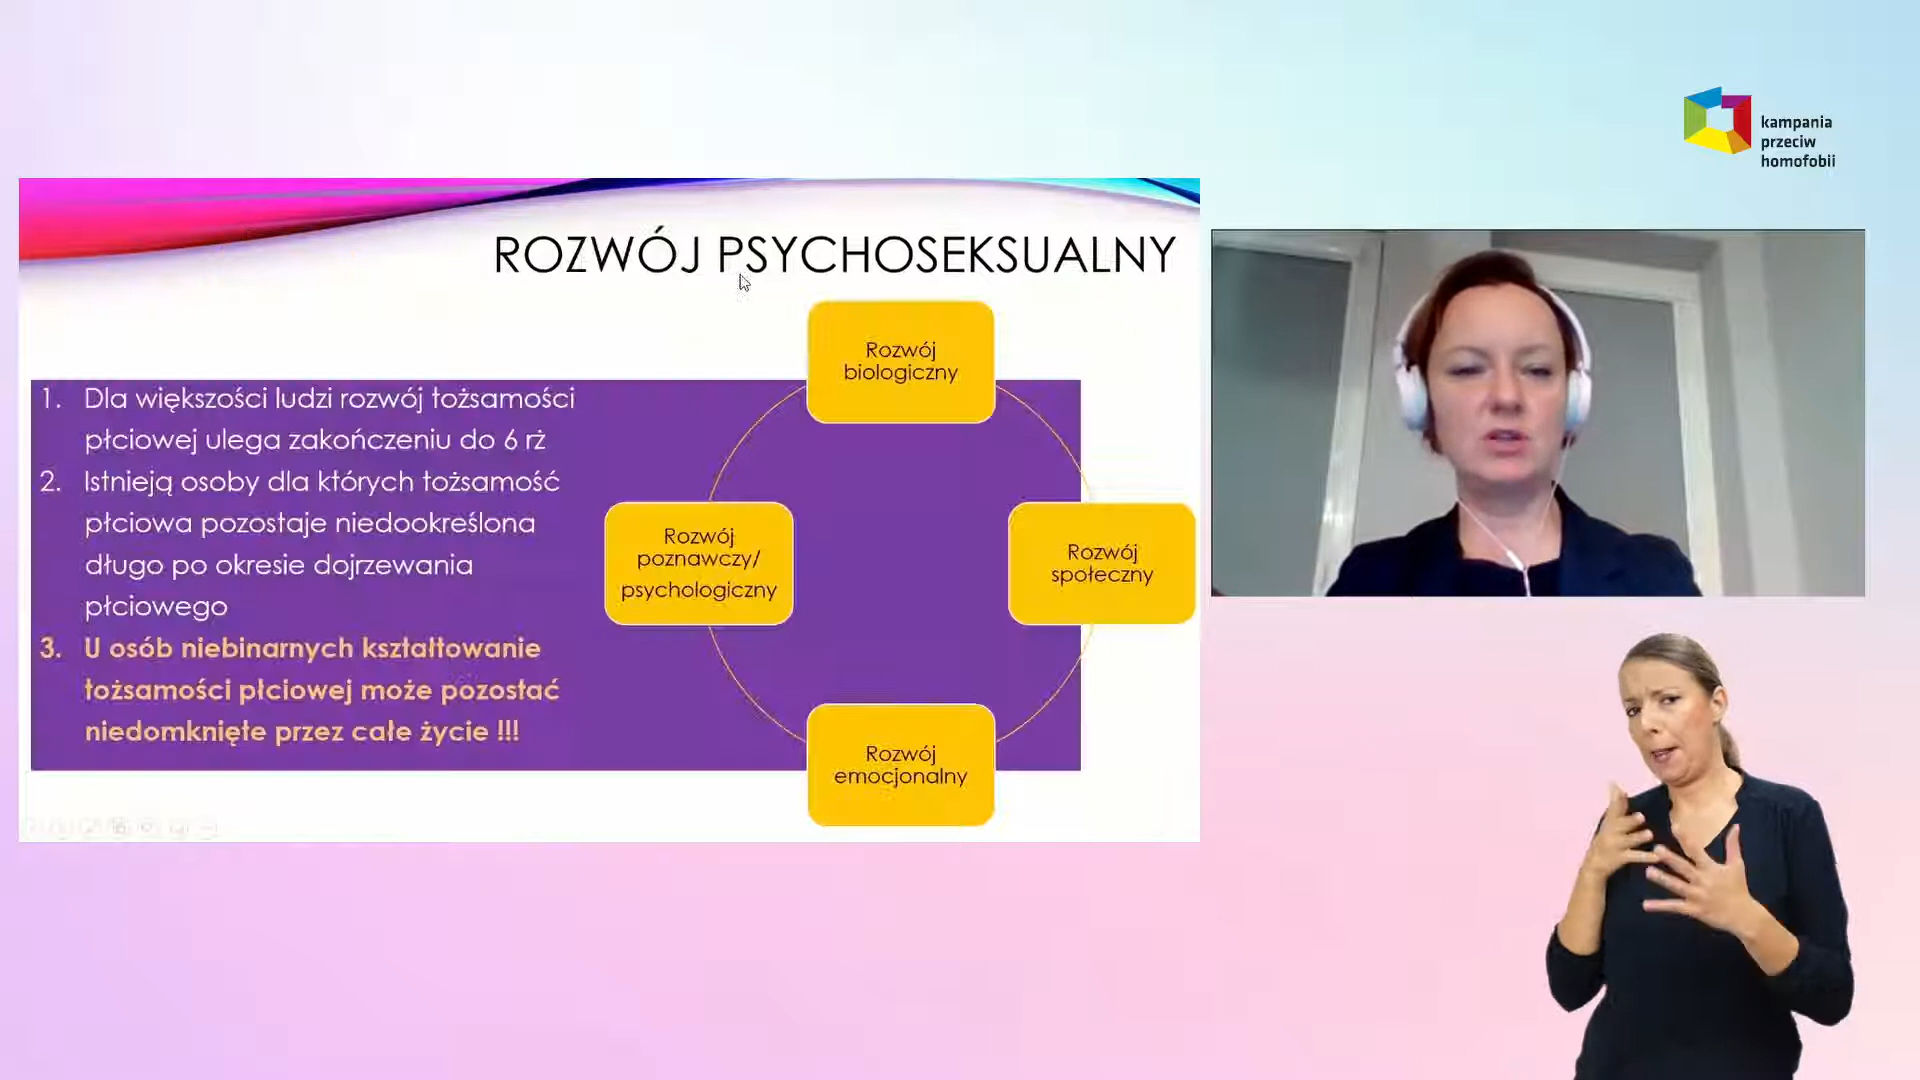 kampania
przeciw
homofobii
ROZWÓJ PSYCHOSEKSUALNY
1. Dla większości ludzi rozwój tożsamości
płciowej ulega zakończeniu do 6 rż
2. Istnieją osoby dla których tożsamość
płciowa pozostaje niedookreślona
długo po okresie dojrzewania
płciowego
3. U osób niebinarnych kształtowanie
tożsamości płciowej może pozostać
niedomknięte przez całe życie !!!
Rozwój
biologiczny
Rozwój
poznawczy/
psychologiczny
Rozwój
społeczny
Rozwój
emocjonalny